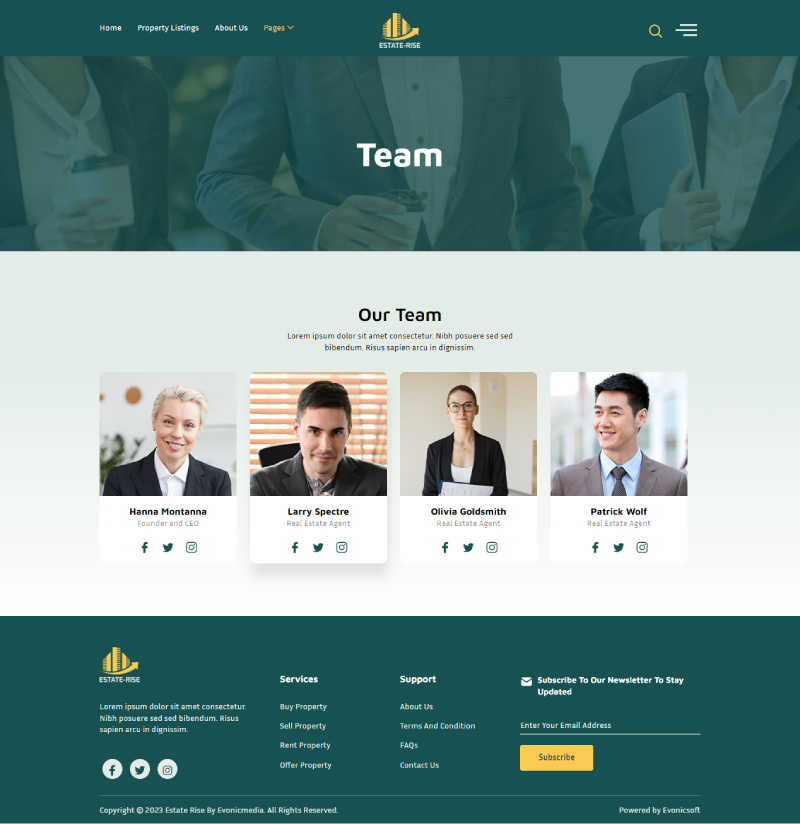 Home Property Listings About Us Pages
ESTATE-RISE
Team
Our Team
Lorem ipsum dolor sit amet consectetur. Nibh posuere sed sed
bibendum. Risus sapien arcu in dignissim.
Hanna Montanna
Founder and CEO
Larry Spectre
Real Estate Agent
Olivia Goldsmith
Real Estate Agent
Patrick Wolf
Real Estate Agent
ESTATE-RISE
Lorem ipsum dolor sit amet consectetur.
Nibh posuere sed sed bibendum. Risus
sapien arcu in dignissim.
Services
Buy Property
Sell Property
Rent Property
Offer Property
Support
About Us
Terms And Condition
FAQs
Contact Us
Subscribe To Our Newsletter To Stay
Updated
Enter Your Email Address
Subscribe
Copyright © 2023 Estate Rise By Evonicmedia. All Rights Reserved.
Powered by Evonicsoft